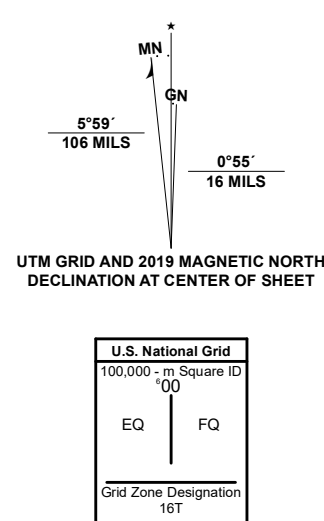 ★
MN
GN
5°59´
106 MILS
0°55´
16 MILS
UTM GRID AND 2019 MAGNETIC NORTH
DECLINATION AT CENTER OF SHEET
U.S. National Grid
100,000 - m Square ID
⁶00
EQ FQ
Grid Zone Designation
16T